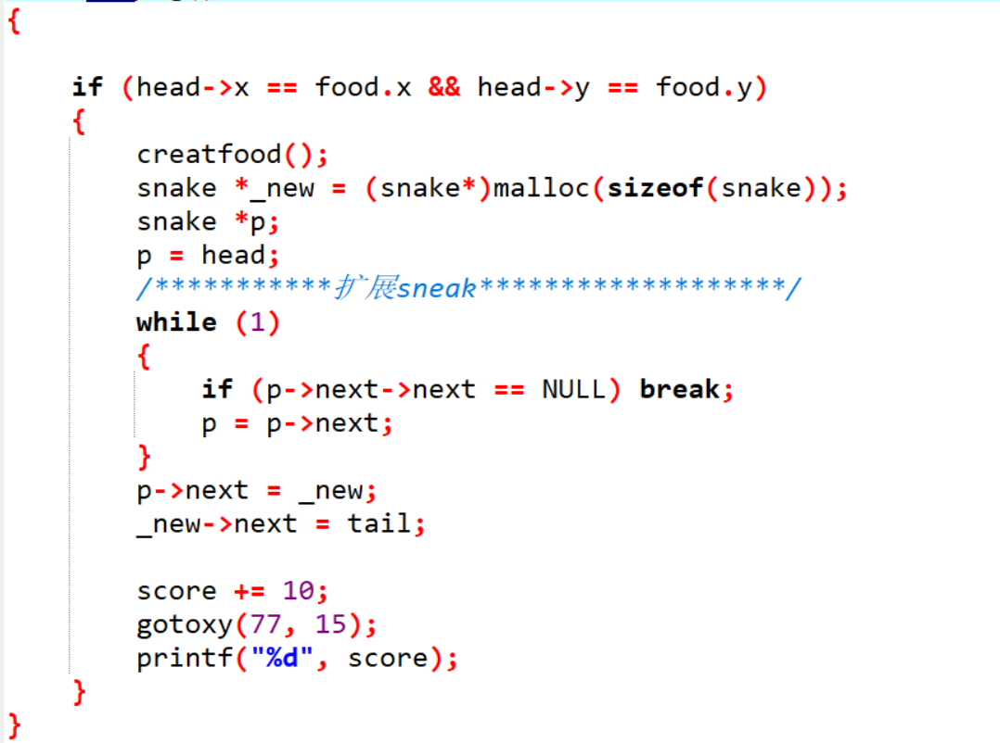 {
if (head->x == food.x && head->y == food.y)
{
creatfood();
snake *_new = (snake*)malloc(sizeof(snake));
snake *p;
p = head;
/***********扩展sneak*******************/
while (1)
{
if (p->next->next == NULL) break;
p = p->next;
}
p->next = _new;
_new->next = tail;
score += 10;
gotoxy(77, 15);
printf("%d", score);
}
}